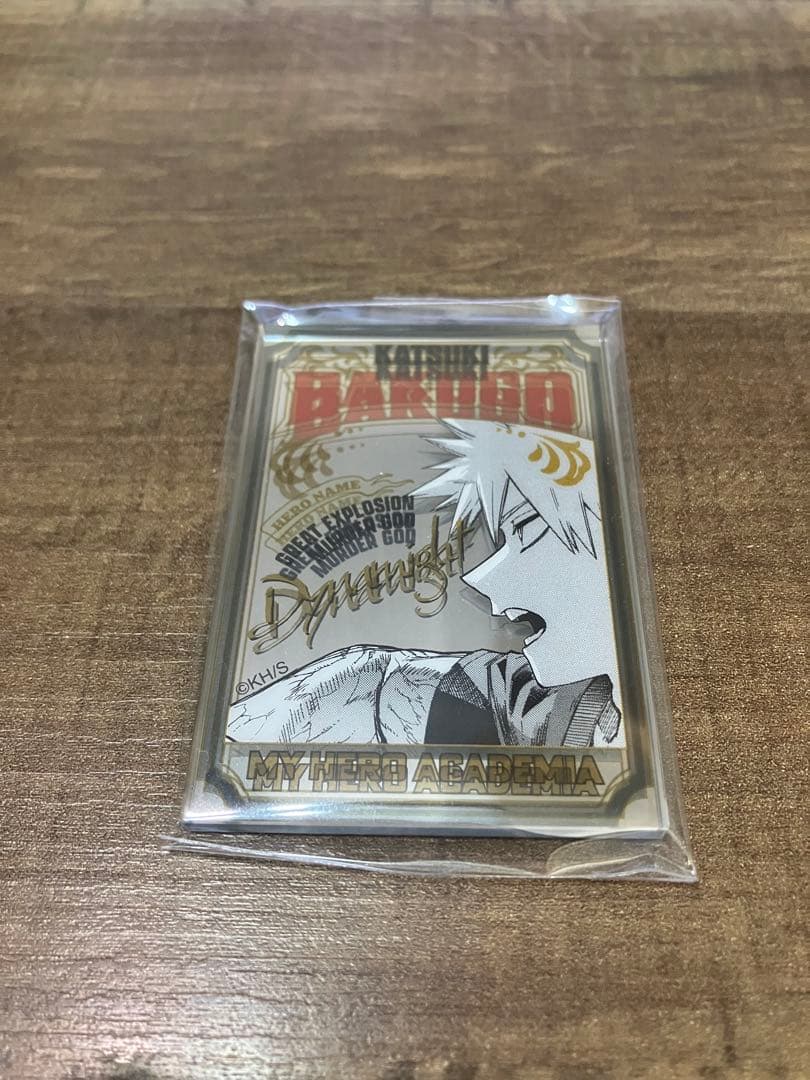 KATSUKI
BAKUGO
HERO NAME
GREAT EXPLOSION
MURDER GOD
Dynamight
©KH/S
MY HERO ACADEMIA